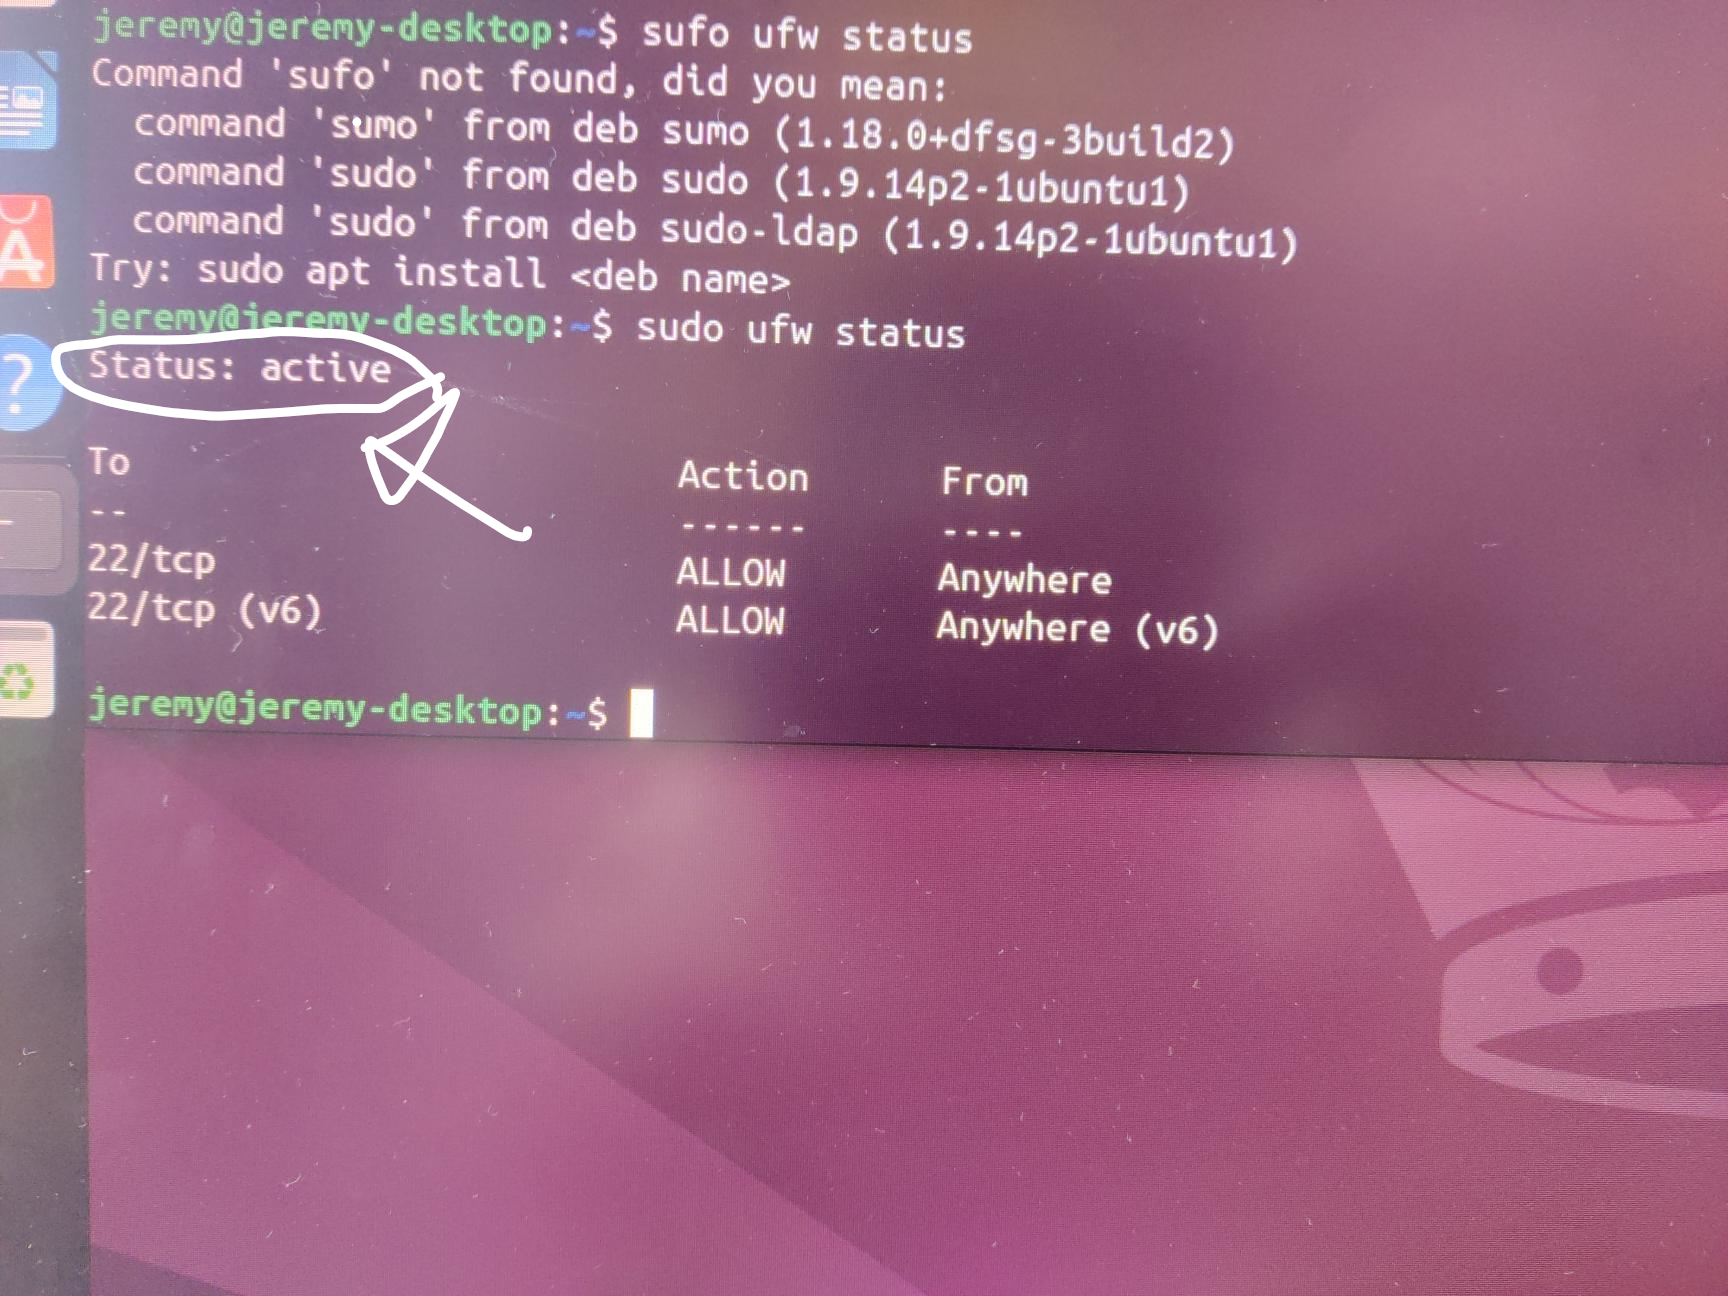 jeremy@jeremy-desktop:~$ sufo ufw status
Command 'sufo' not found, did you mean:
  command 'sumo' from deb sumo (1.18.0+dfsg-3build2)
  command 'sudo' from deb sudo (1.9.14p2-1ubuntu1)
  command 'sudo' from deb sudo-ldap (1.9.14p2-1ubuntu1)
Try: sudo apt install <deb name>
jeremy@jeremy-desktop:~$ sudo ufw status
Status: active
To Action From
-- ------ ----
22/tcp ALLOW Anywhere
22/tcp (v6) ALLOW Anywhere (v6)
jeremy@jeremy-desktop:~$